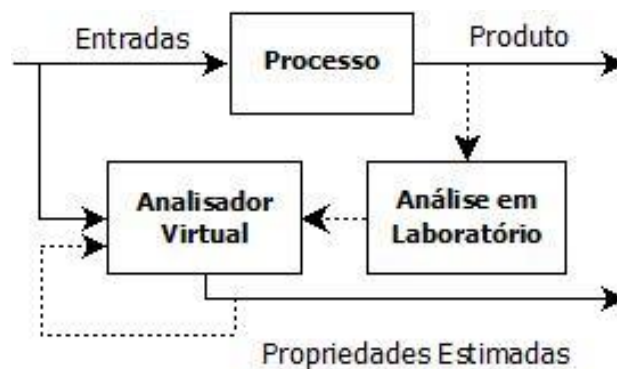 Entradas
Produto
Processo
Analisador
Virtual
Análise em
Laboratório
Propriedades Estimadas